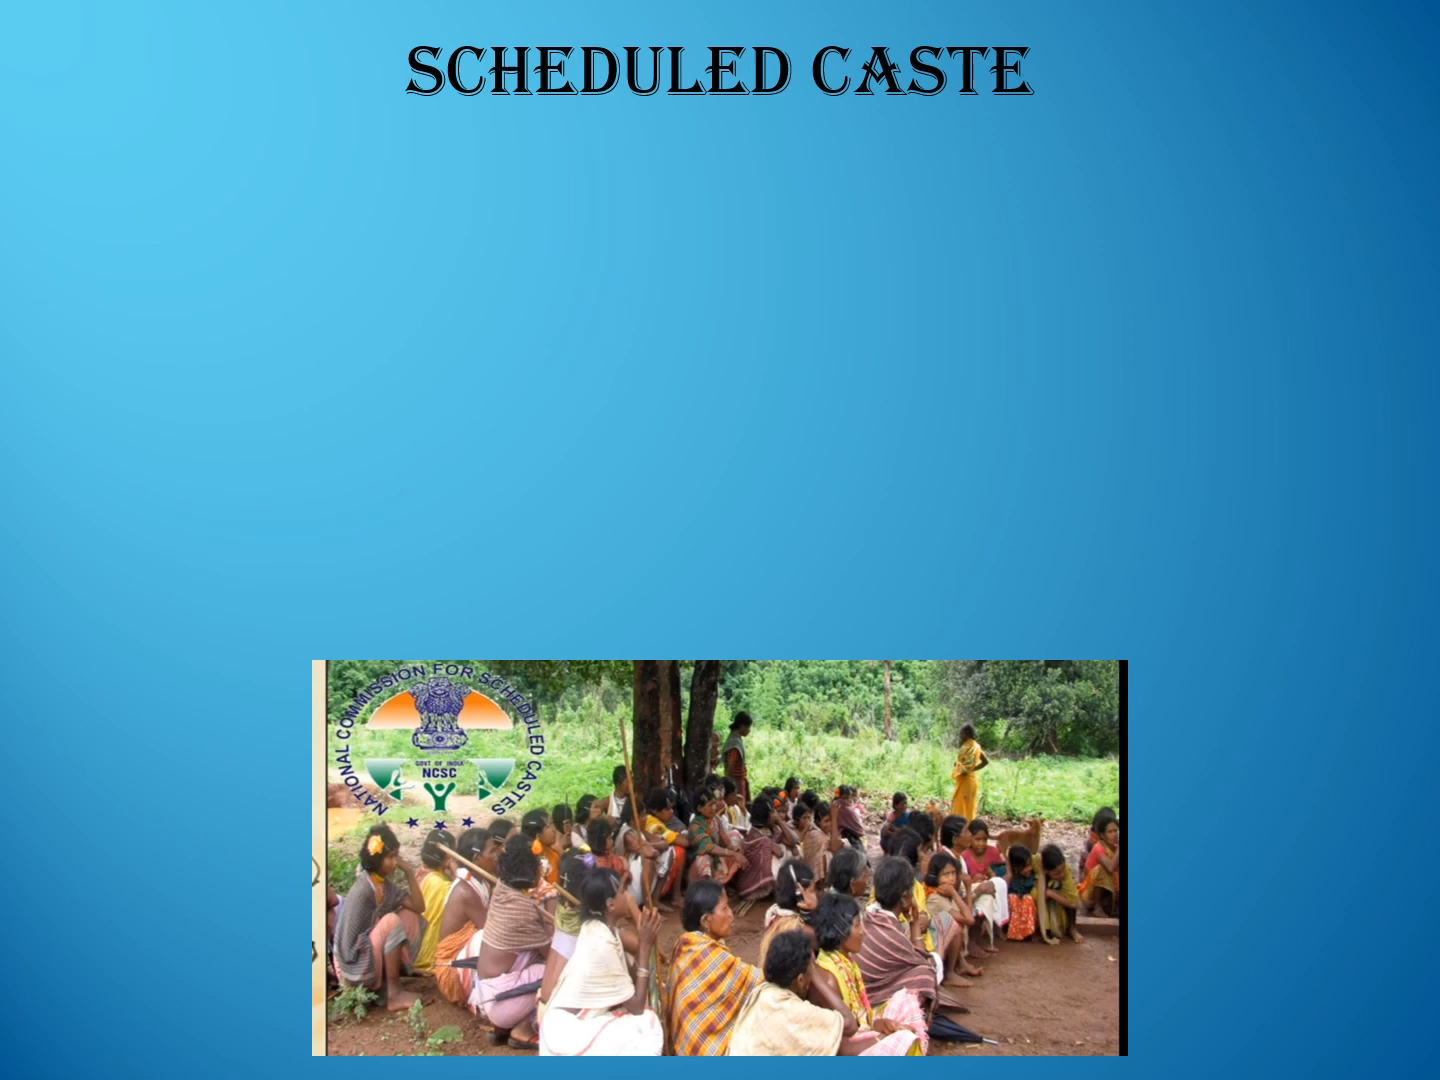 SCHEDULED CASTE
NATIONAL COMMISSION FOR SCHEDULED CASTES
GOVT OF INDIA
NCSC